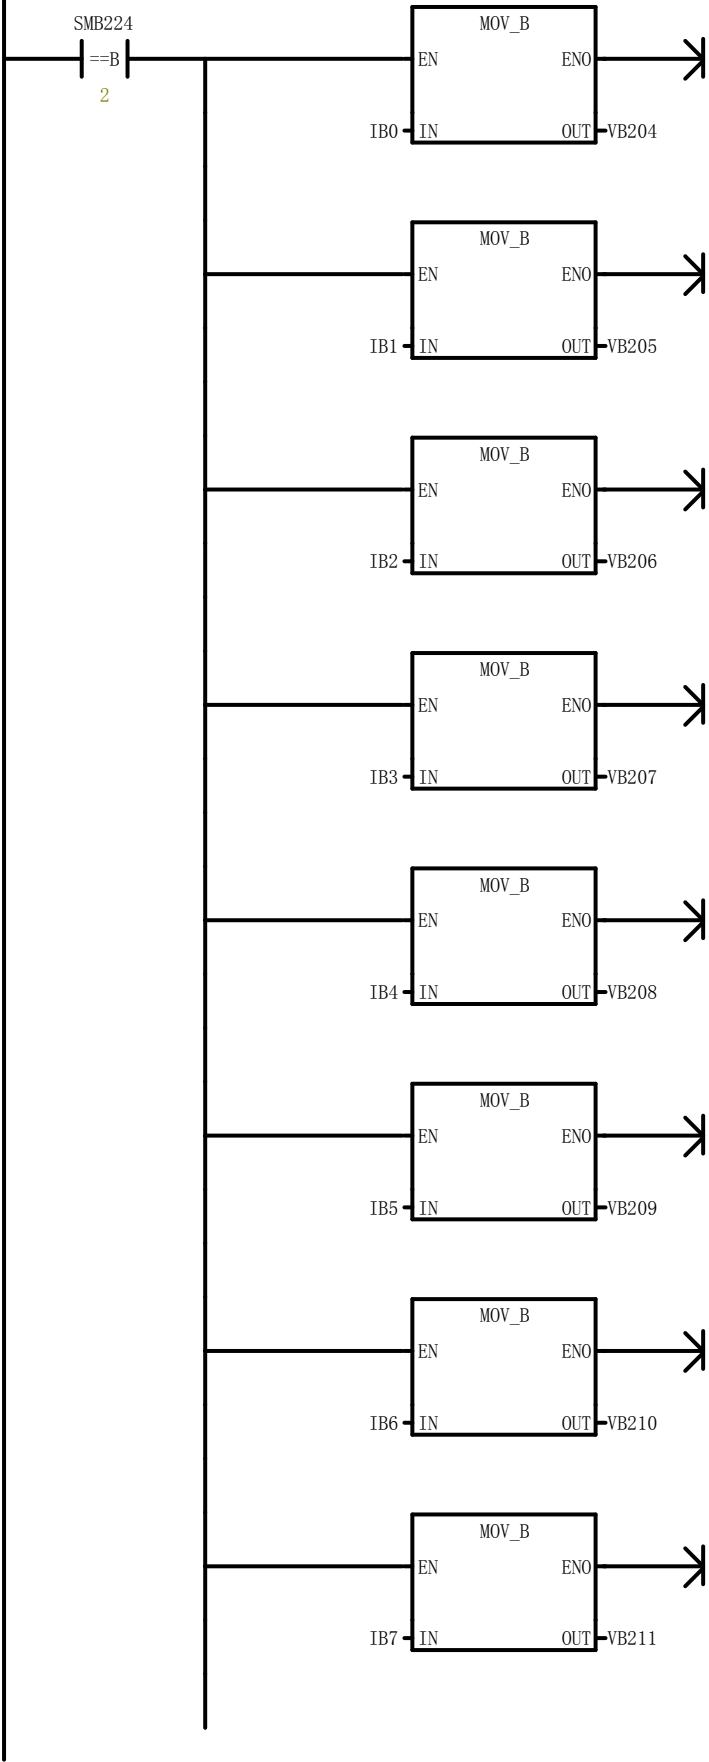 SMB224
==B
2
MOV_B
EN ENO
IB0 IN OUT VB204
MOV_B
EN ENO
IB1 IN OUT VB205
MOV_B
EN ENO
IB2 IN OUT VB206
MOV_B
EN ENO
IB3 IN OUT VB207
MOV_B
EN ENO
IB4 IN OUT VB208
MOV_B
EN ENO
IB5 IN OUT VB209
MOV_B
EN ENO
IB6 IN OUT VB210
MOV_B
EN ENO
IB7 IN OUT VB211